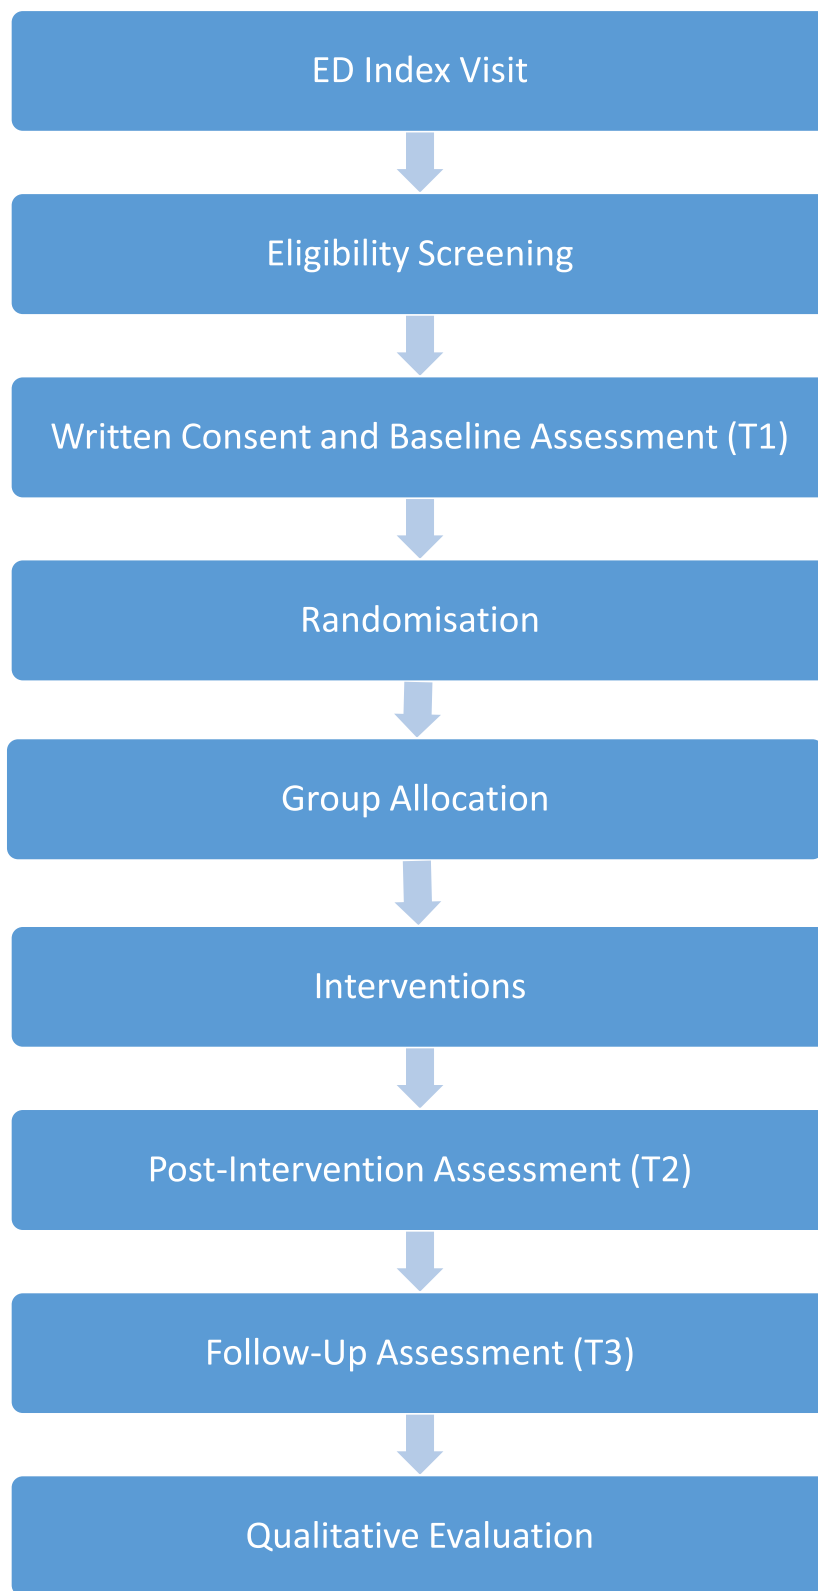 ED Index Visit
Eligibility Screening
Written Consent and Baseline Assessment (T1)
Randomisation
Group Allocation
Interventions
Post-Intervention Assessment (T2)
Follow-Up Assessment (T3)
Qualitative Evaluation